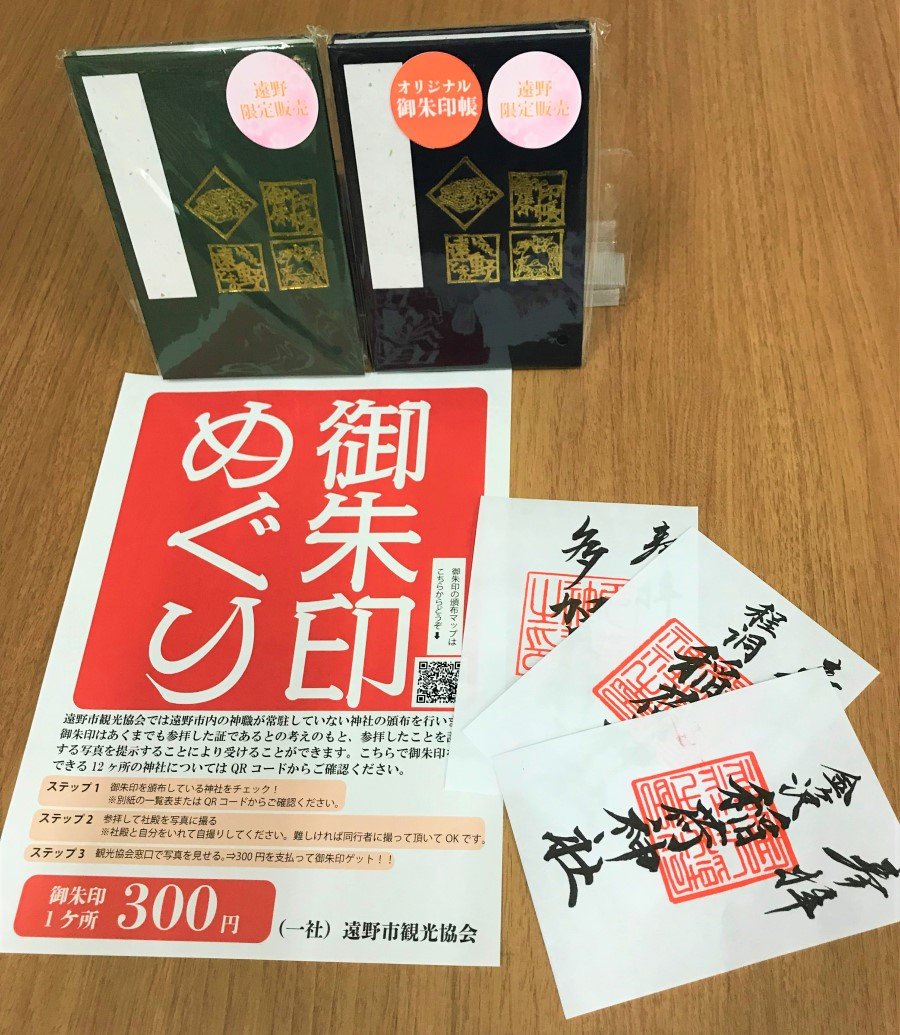 遠野
限定販売
オリジナル
御朱印帳
遠野
限定販売
御朱印
めぐり
御朱印の頒布マップは
こちらからどうぞ➡
遠野市観光協会では遠野市内の神職が常駐していない神社の頒布を行いま
御朱印はあくまでも参拝した証であるとの考えのもと、参拝したことを
する写真を提示することにより受けることができます。こちらで御朱印
できる12ヶ所の神社についてはQRコードからご確認ください。
ステップ1 御朱印を頒布している神社をチェック！
※別紙の一覧表またはQRコードからご確認ください。
ステップ2 参拝して社殿を写真に撮る
※社殿と自分をいれて自撮りしてください。難しければ同行者に撮って頂いてOKです。
ステップ3 観光協会窓口で写真を見せる。⇒300円を支払って御朱印ゲット！！
御朱印
1ヶ所 300円
(一社) 遠野市観光協会
多賀
程洞
稲荷
奉拝
金沢
稲荷神社